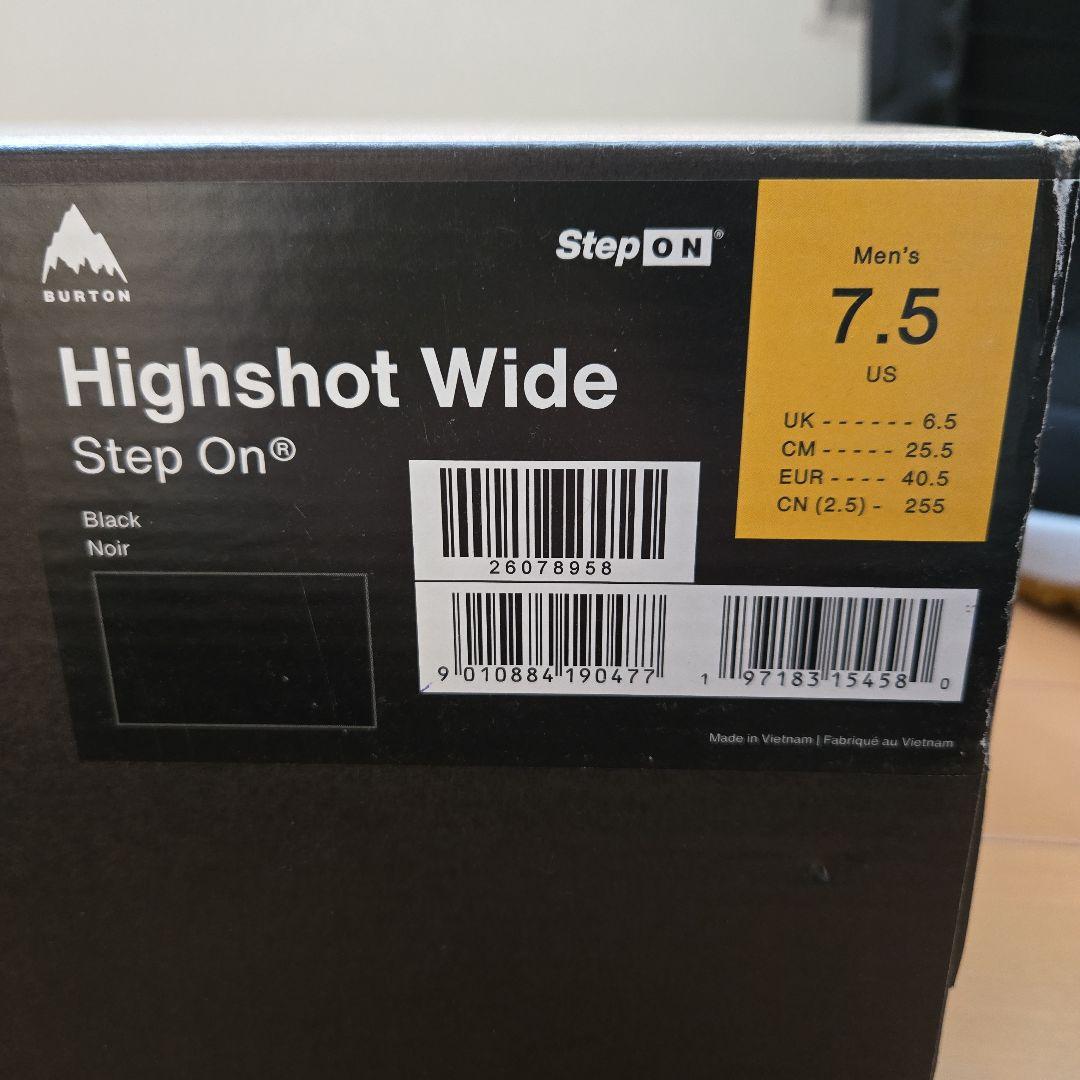 BURTON
StepON®
Highshot Wide
Step On®
Black
Noir
Men's
7.5
US
UK ------ 6.5
CM ----- 25.5
EUR ---- 40.5
CN (2.5) - 255
26078958
9 010884 190477
1 97183 15458 0
Made in Vietnam | Fabriqué au Vietnam